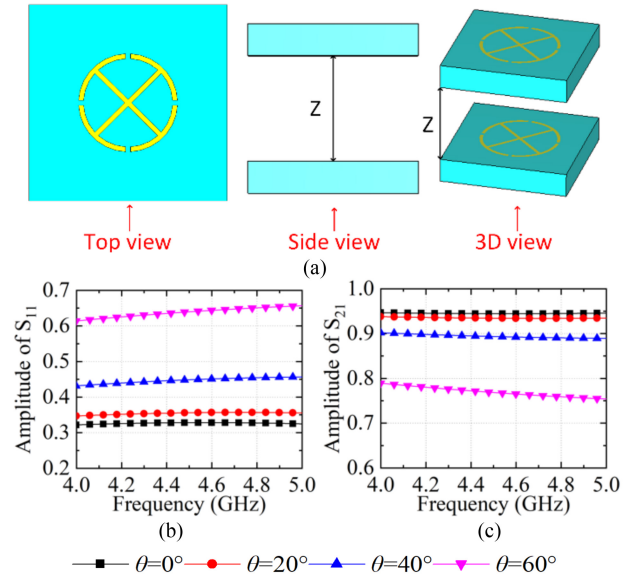 Z
Z
Top view
Side view
3D view
(a)
0.7
0.6
0.5
0.4
0.3
0.2
Amplitude of S11
4.0 4.2 4.4 4.6 4.8 5.0
Frequency (GHz)
(b)
1.0
0.9
0.8
0.7
0.6
Amplitude of S21
4.0 4.2 4.4 4.6 4.8 5.0
Frequency (GHz)
(c)
θ=0° θ=20° θ=40° θ=60°